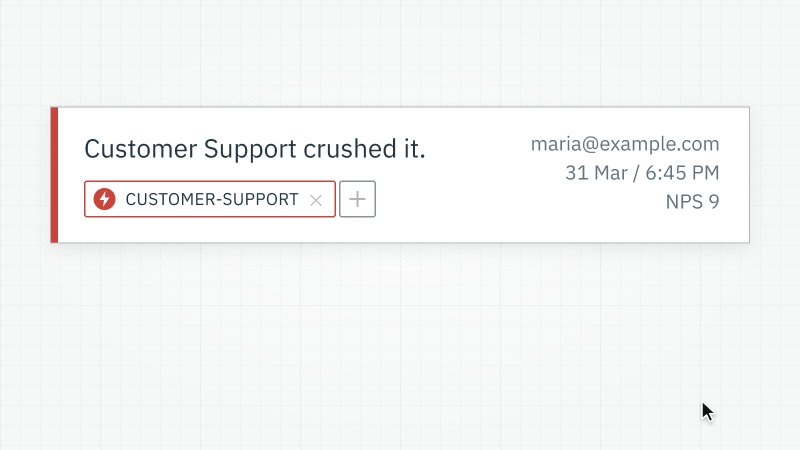 Customer Support crushed it.
CUSTOMER-SUPPORT
maria@example.com
31 Mar / 6:45 PM
NPS 9